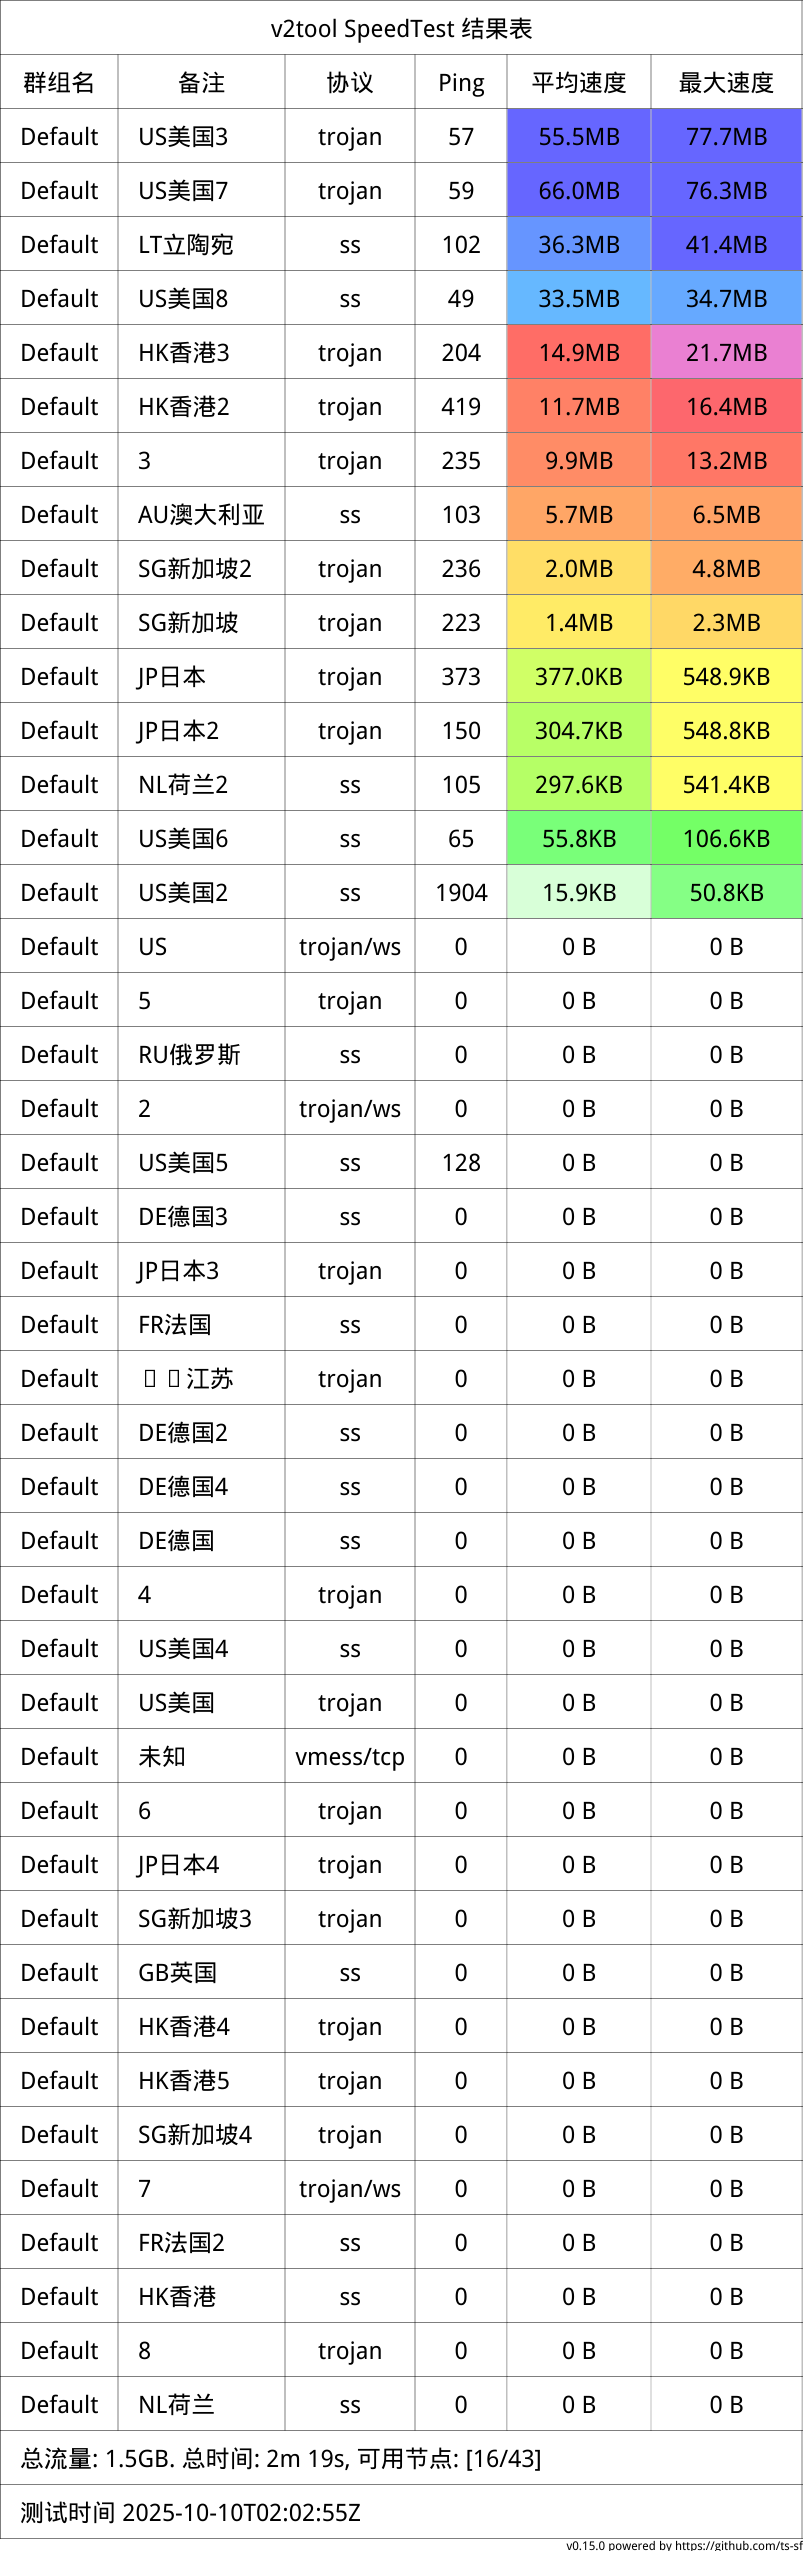 v2tool SpeedTest 结果表
群组名 备注 协议 Ping 平均速度 最大速度
Default US美国3 trojan 57 55.5MB 77.7MB
Default US美国7 trojan 59 66.0MB 76.3MB
Default LT立陶宛 ss 102 36.3MB 41.4MB
Default US美国8 ss 49 33.5MB 34.7MB
Default HK香港3 trojan 204 14.9MB 21.7MB
Default HK香港2 trojan 419 11.7MB 16.4MB
Default 3 trojan 235 9.9MB 13.2MB
Default AU澳大利亚 ss 103 5.7MB 6.5MB
Default SG新加坡2 trojan 236 2.0MB 4.8MB
Default SG新加坡 trojan 223 1.4MB 2.3MB
Default JP日本 trojan 373 377.0KB 548.9KB
Default JP日本2 trojan 150 304.7KB 548.8KB
Default NL荷兰2 ss 105 297.6KB 541.4KB
Default US美国6 ss 65 55.8KB 106.6KB
Default US美国2 ss 1904 15.9KB 50.8KB
Default US trojan/ws 0 0 B 0 B
Default 5 trojan 0 0 B 0 B
Default RU俄罗斯 ss 0 0 B 0 B
Default 2 trojan/ws 0 0 B 0 B
Default US美国5 ss 128 0 B 0 B
Default DE德国3 ss 0 0 B 0 B
Default JP日本3 trojan 0 0 B 0 B
Default FR法国 ss 0 0 B 0 B
Default 江苏 trojan 0 0 B 0 B
Default DE德国2 ss 0 0 B 0 B
Default DE德国4 ss 0 0 B 0 B
Default DE德国 ss 0 0 B 0 B
Default 4 trojan 0 0 B 0 B
Default US美国4 ss 0 0 B 0 B
Default US美国 trojan 0 0 B 0 B
Default 未知 vmess/tcp 0 0 B 0 B
Default 6 trojan 0 0 B 0 B
Default JP日本4 trojan 0 0 B 0 B
Default SG新加坡3 trojan 0 0 B 0 B
Default GB英国 ss 0 0 B 0 B
Default HK香港4 trojan 0 0 B 0 B
Default HK香港5 trojan 0 0 B 0 B
Default SG新加坡4 trojan 0 0 B 0 B
Default 7 trojan/ws 0 0 B 0 B
Default FR法国2 ss 0 0 B 0 B
Default HK香港 ss 0 0 B 0 B
Default 8 trojan 0 0 B 0 B
Default NL荷兰 ss 0 0 B 0 B
总流量: 1.5GB. 总时间: 2m 19s, 可用节点: [16/43]
测试时间 2025-10-10T02:02:55Z
v0.15.0 powered by https://github.com/ts-sf